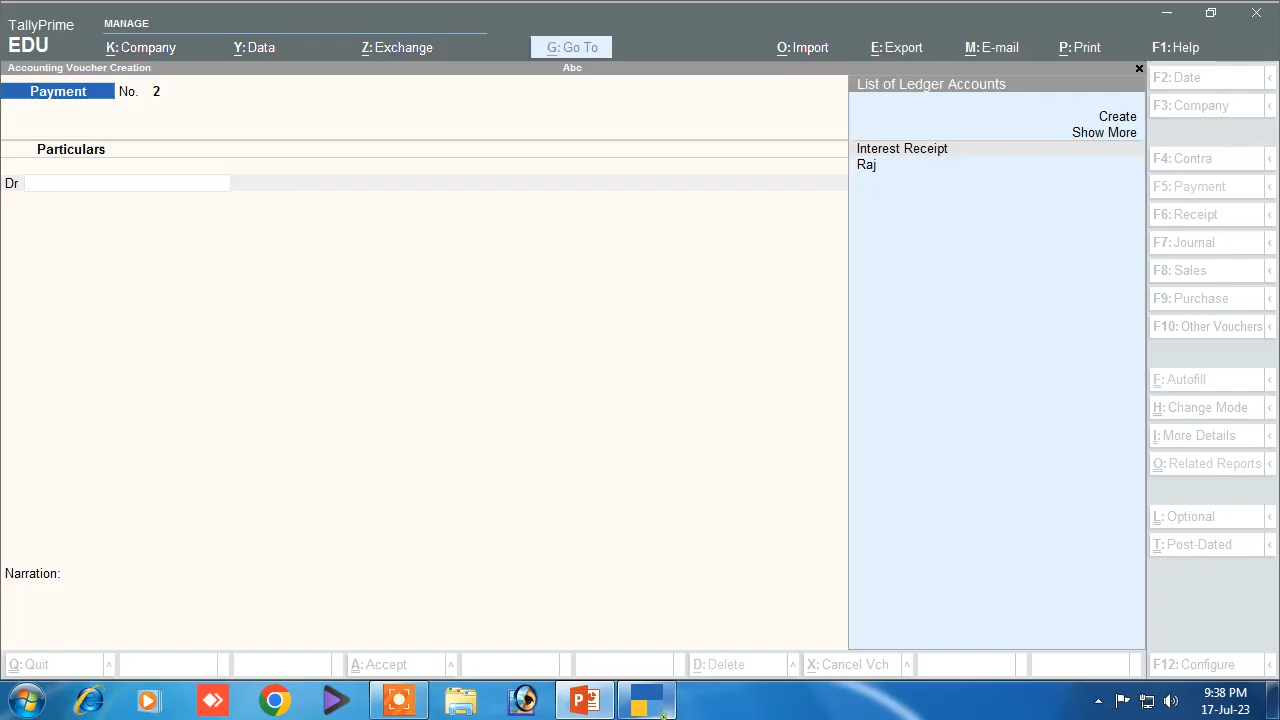 TallyPrime
EDU
MANAGE
K: Company
Y: Data
Z: Exchange
G: Go To
O: Import
E: Export
M: E-mail
P: Print
F1: Help
Accounting Voucher Creation
Abc
Payment No. 2
Particulars
Dr
Narration:
List of Ledger Accounts
Create
Show More
Interest Receipt
Raj
F2: Date
F3: Company
F4: Contra
F5: Payment
F6: Receipt
F7: Journal
F8: Sales
F9: Purchase
F10: Other Vouchers
F: Autofill
H: Change Mode
I: More Details
O: Related Reports
L: Optional
T: Post-Dated
Q: Quit
A: Accept
D: Delete
X: Cancel Vch
F12: Configure
9:38 PM
17-Jul-23